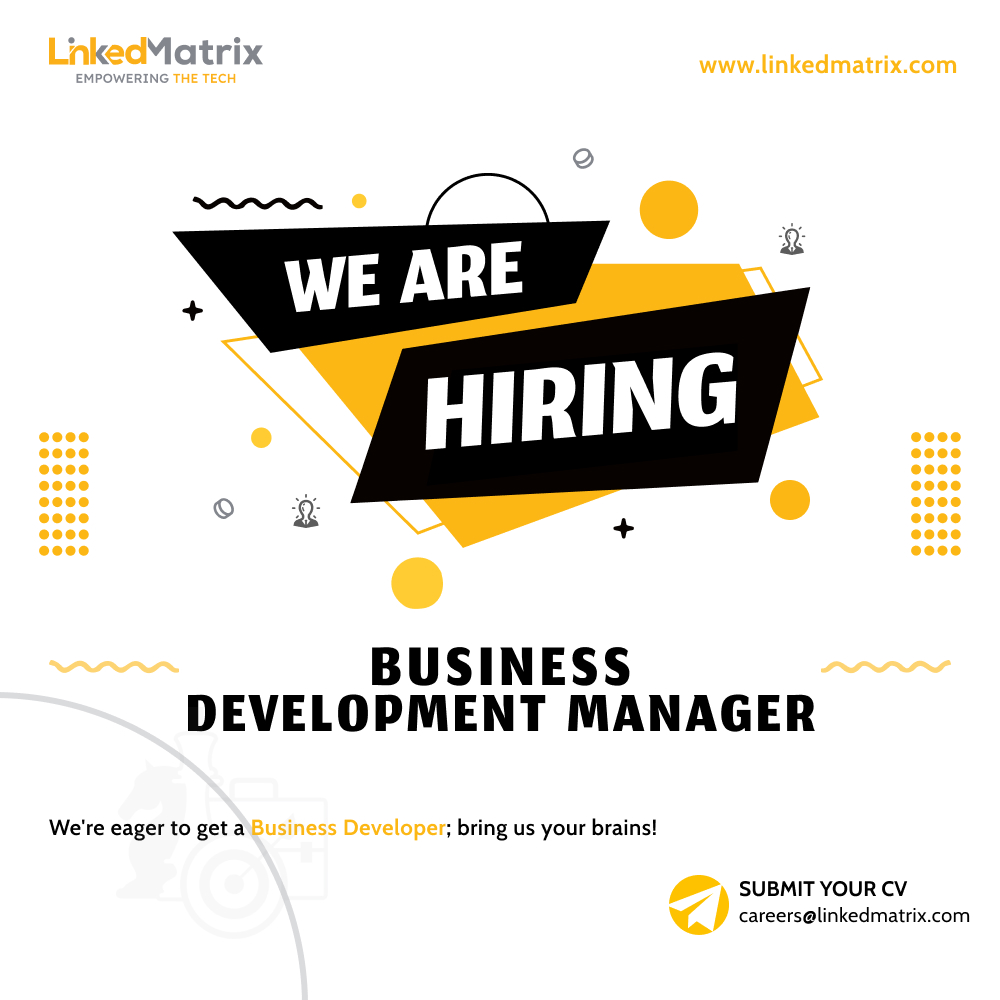 LinkedMatrix
EMPOWERING THE TECH
www.linkedmatrix.com
WE ARE
HIRING
BUSINESS
DEVELOPMENT MANAGER
We're eager to get a Business Developer; bring us your brains!
SUBMIT YOUR CV
careers@linkedmatrix.com